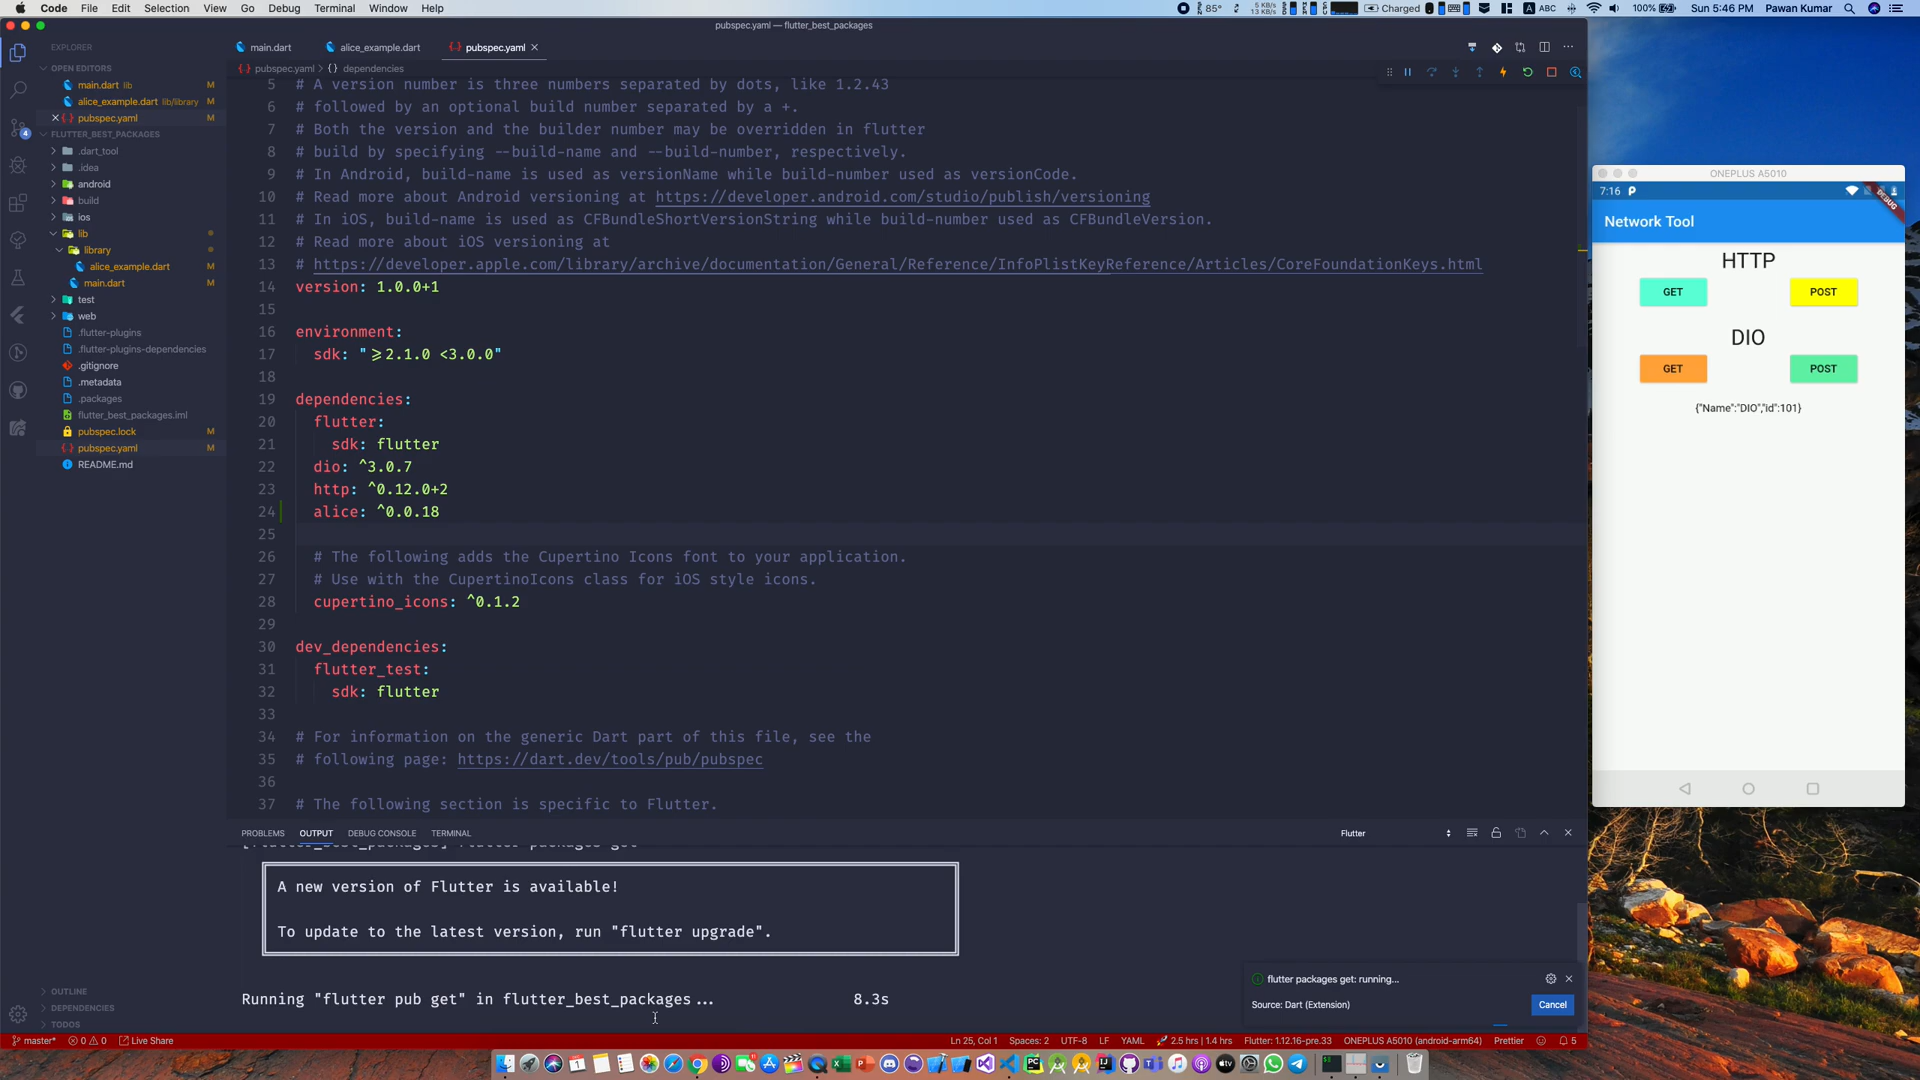 Code File Edit Selection View Go Debug Terminal Window Help
85° 5 KB/s 13 KB/s Charged ABC 100% Sun 5:46 PM Pawan Kumar
pubspec.yaml — flutter_best_packages
EXPLORER
OPEN EDITORS
main.dart lib M
alice_example.dart lib/library M
pubspec.yaml M
FLUTTER_BEST_PACKAGES
.dart_tool
.idea
android
build
ios
lib
library
alice_example.dart M
main.dart M
test
web
.flutter-plugins
.flutter-plugins-dependencies
.gitignore
.metadata
.packages
flutter_best_packages.iml
pubspec.lock M
pubspec.yaml M
README.md
OUTLINE
DEPENDENCIES
TODOS
4
main.dart alice_example.dart pubspec.yaml
pubspec.yaml > {} dependencies
5 # A version number is three numbers separated by dots, like 1.2.43
6 # followed by an optional build number separated by a +.
7 # Both the version and the builder number may be overridden in flutter
8 # build by specifying --build-name and --build-number, respectively.
9 # In Android, build-name is used as versionName while build-number used as versionCode.
10 # Read more about Android versioning at https://developer.android.com/studio/publish/versioning
11 # In iOS, build-name is used as CFBundleShortVersionString while build-number used as CFBundleVersion.
12 # Read more about iOS versioning at
13 # https://developer.apple.com/library/archive/documentation/General/Reference/InfoPlistKeyReference/Articles/CoreFoundationKeys.html
14 version: 1.0.0+1
15
16 environment:
17 sdk: ">=2.1.0 <3.0.0"
18
19 dependencies:
20 flutter:
21 sdk: flutter
22 dio: ^3.0.7
23 http: ^0.12.0+2
24 alice: ^0.0.18
25
26 # The following adds the Cupertino Icons font to your application.
27 # Use with the CupertinoIcons class for iOS style icons.
28 cupertino_icons: ^0.1.2
29
30 dev_dependencies:
31 flutter_test:
32 sdk: flutter
33
34 # For information on the generic Dart part of this file, see the
35 # following page: https://dart.dev/tools/pub/pubspec
36
37 # The following section is specific to Flutter.
PROBLEMS OUTPUT DEBUG CONSOLE TERMINAL Flutter
[flutter_best_packages] flutter packages get
A new version of Flutter is available!
To update to the latest version, run "flutter upgrade".
Running "flutter pub get" in flutter_best_packages... 8.3s
flutter packages get: running...
Source: Dart (Extension) Cancel
master* 0 0 Live Share Ln 25, Col 1 Spaces: 2 UTF-8 LF YAML 2.5 hrs | 1.4 hrs Flutter: 1.12.16-pre.33 ONEPLUS A5010 (android-arm64) Prettier 5
ONEPLUS A5010
7:16
DEBUG
Network Tool
HTTP
GET POST
DIO
GET POST
{"Name":"DIO","id":101}